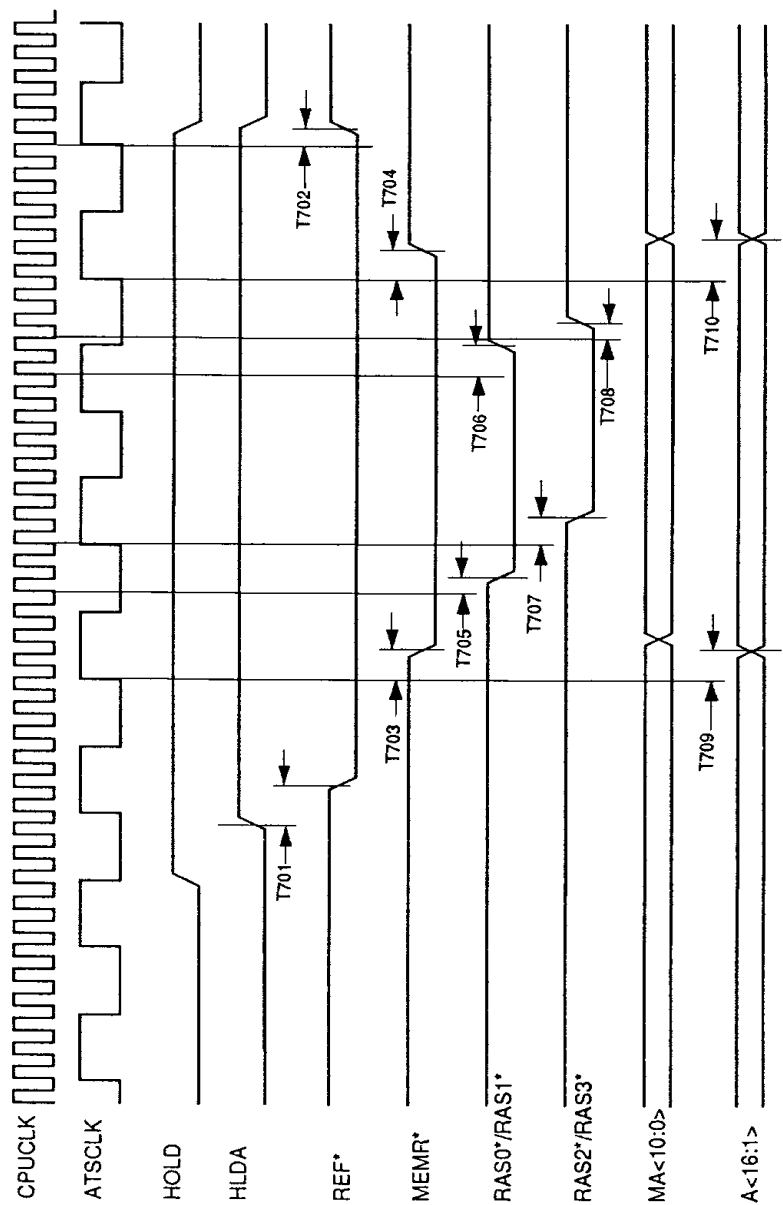 CPUCLK
ATSCLK
HOLD
HLDA
T701
T702
REF*
MEMR*
T703
T704
RAS0*/RAS1*
T705
T706
RAS2*/RAS3*
T707
T708
MA<10:0>
T709
T710
A<16:1>